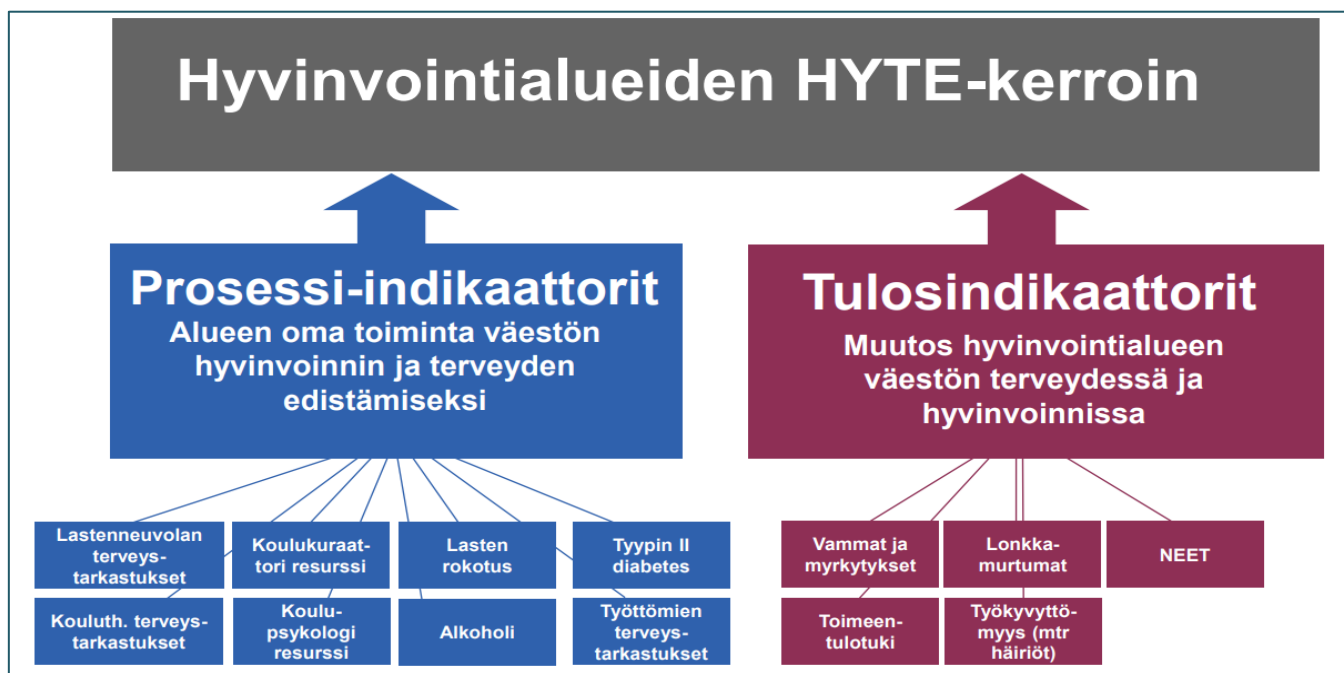 Hyvinvointialueiden HYTE-kerroin
Prosessi-indikaattorit
Alueen oma toiminta väestön
hyvinvoinnin ja terveyden
edistämiseksi
Tulosindikaattorit
Muutos hyvinvointialueen
väestön terveydessä ja
hyvinvoinnissa
Lastenneuvolan
terveys-
tarkastukset
Koulukuraat-
tori resurssi
Lasten
rokotus
Tyypin II
diabetes
Vammat ja
myrkytykset
Lonkka-
murtumat
NEET
Kouluth. terveys-
tarkastukset
Koulu-
psykologi
resurssi
Alkoholi
Työttömien
terveys-
tarkastukset
Toimeen-
tulotuki
Työkyvyttö-
myys (mtr
häiriöt)